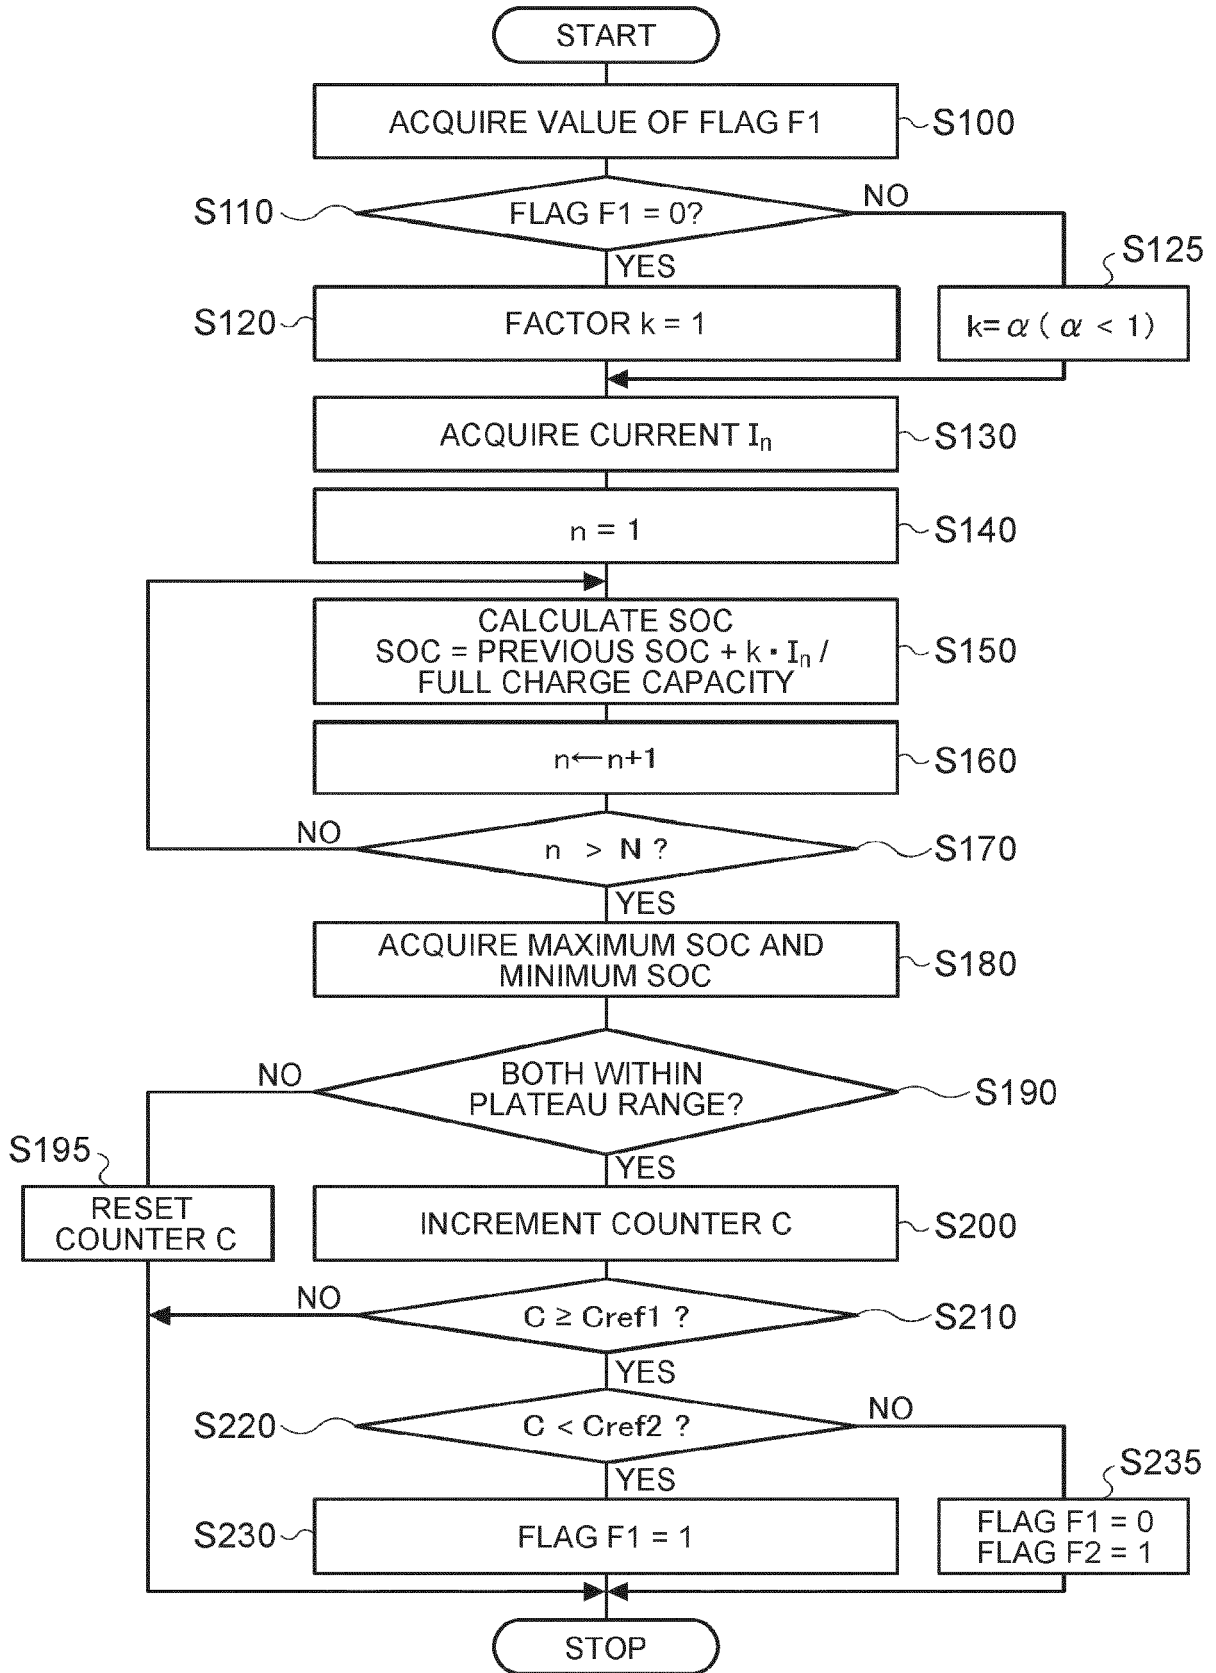 START
ACQUIRE VALUE OF FLAG F1
S100
S110
FLAG F1 = 0?
NO
YES
S125
S120
FACTOR k = 1
k= α ( α < 1)
ACQUIRE CURRENT In
S130
n = 1
S140
CALCULATE SOC
SOC = PREVIOUS SOC + k · In /
FULL CHARGE CAPACITY
S150
n←n+1
S160
NO
n > N ?
S170
YES
ACQUIRE MAXIMUM SOC AND
MINIMUM SOC
S180
NO
BOTH WITHIN
PLATEAU RANGE?
S190
YES
S195
RESET
COUNTER C
INCREMENT COUNTER C
S200
NO
C ≥ Cref1 ?
S210
YES
S220
C < Cref2 ?
NO
YES
S235
S230
FLAG F1 = 1
FLAG F1 = 0
FLAG F2 = 1
STOP